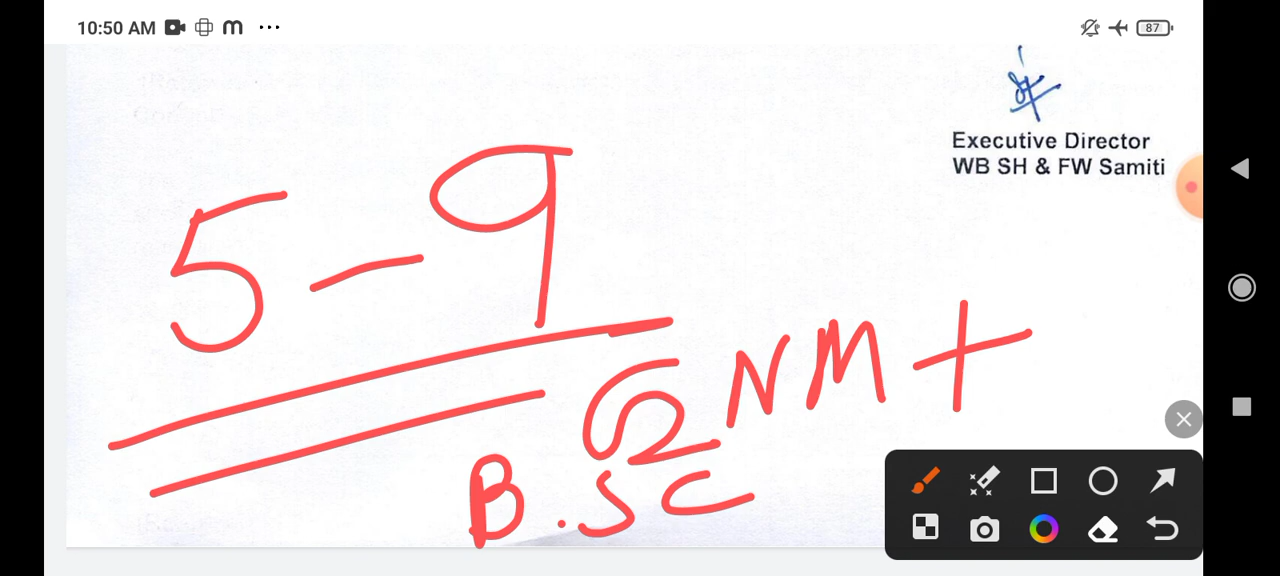 10:50 AM m ...
87
Executive Director
WB SH & FW Samiti
5-9
GNM +
B.SC